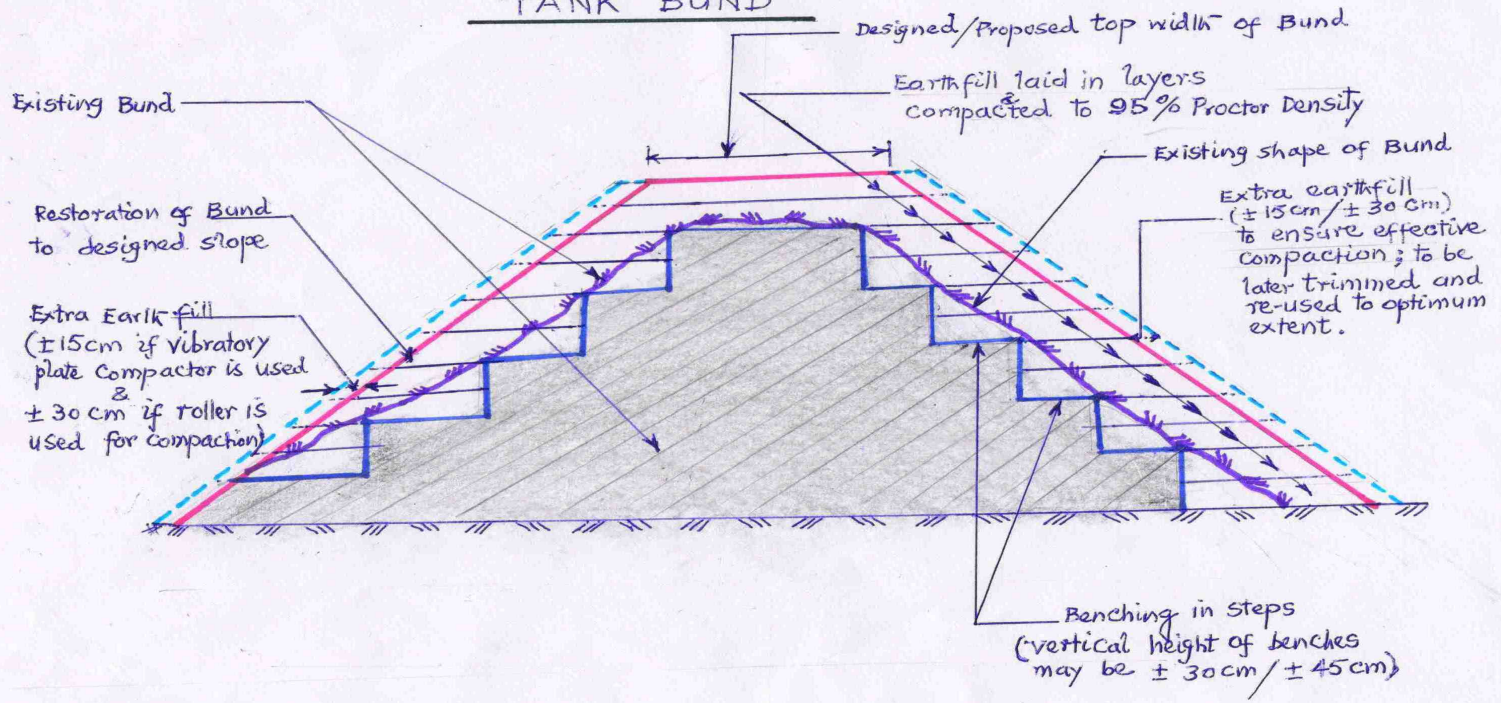 TANK BUND
Designed/Proposed top width of Bund
Earthfill laid in layers
&
compacted to 95% Proctor Density
Existing Bund
Existing shape of Bund
Extra earthfill
(±15cm/±30cm)
to ensure effective
compaction; to be
later trimmed and
re-used to optimum
extent.
Restoration of Bund
to designed slope
Extra Earth fill
(±15cm if vibratory
plate compactor is used
&
±30cm if roller is
used for compaction)
Benching in steps
(vertical height of benches
may be ±30cm/±45cm)